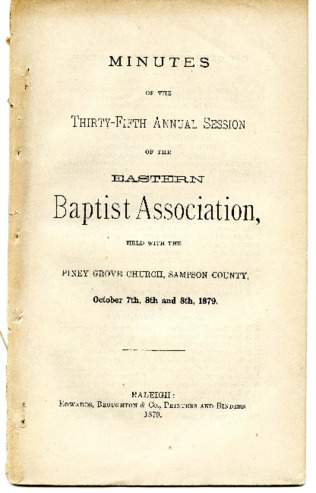 MINUTES
OF THE
THIRTY-FIFTH ANNUAL SESSION
OF THE
EASTERN
Baptist Association,
HELD WITH THE
PINEY GROVE CHURCH, SAMPSON COUNTY,
October 7th, 8th and 8th, 1879.
RALEIGH:
EDWARDS, BROUGHTON & CO., PRINTERS AND BINDERS
1879.